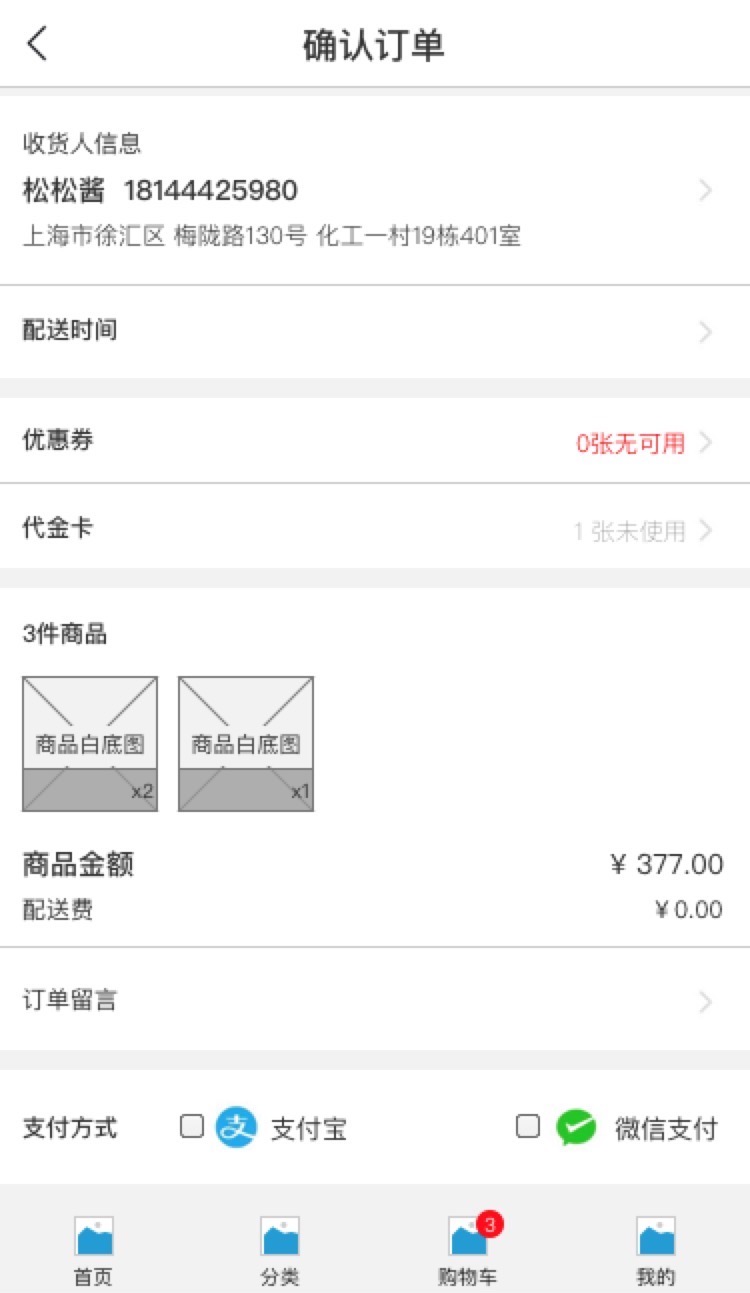 确认订单
收货人信息
松松酱 18144425980
上海市徐汇区 梅陇路130号 化工一村19栋401室
配送时间
优惠券 0张无可用
代金卡 1 张未使用
3件商品
商品白底图 商品白底图
x2 x1
商品金额 ¥ 377.00
配送费 ¥0.00
订单留言
支付方式 支 支付宝 微信支付
3
首页 分类 购物车 我的